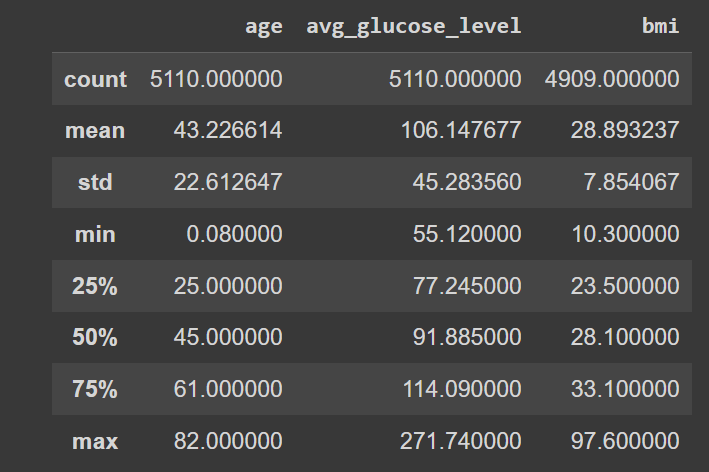 age avg_glucose_level bmi
count 5110.000000 5110.000000 4909.000000
mean 43.226614 106.147677 28.893237
std 22.612647 45.283560 7.854067
min 0.080000 55.120000 10.300000
25% 25.000000 77.245000 23.500000
50% 45.000000 91.885000 28.100000
75% 61.000000 114.090000 33.100000
max 82.000000 271.740000 97.600000